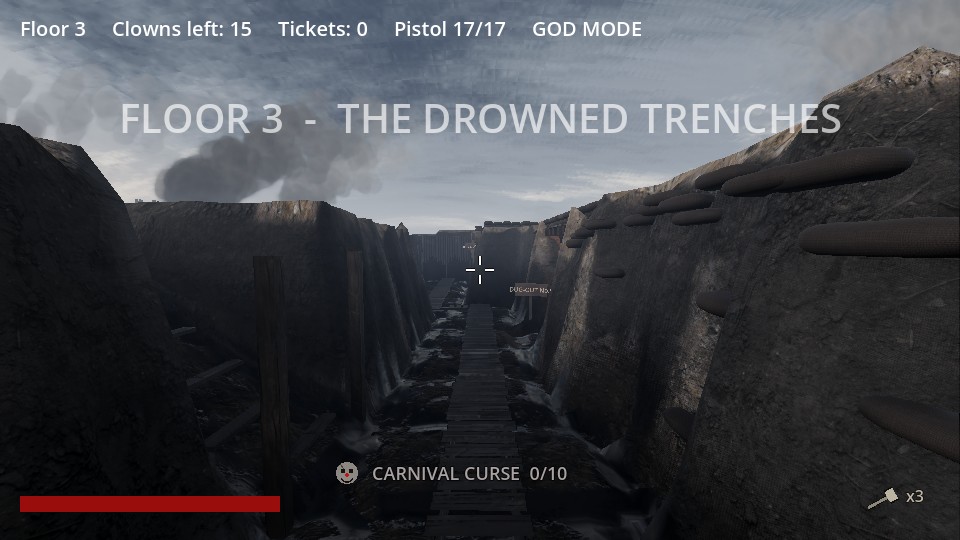 Floor 3 Clowns left: 15 Tickets: 0 Pistol 17/17 GOD MODE
FLOOR 3 - THE DROWNED TRENCHES
CARNIVAL CURSE 0/10
x3